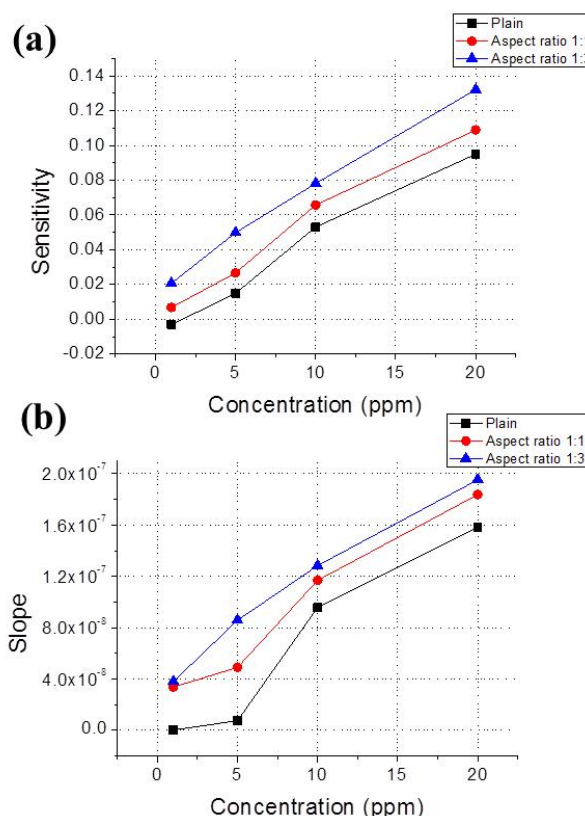 (a)
Plain
Aspect ratio 1:1
Aspect ratio 1:
0.14
0.12
0.10
0.08
0.06
0.04
0.02
0.00
-0.02
Sensitivity
0 5 10 15 20
Concentration (ppm)
(b)
Plain
Aspect ratio 1:1
Aspect ratio 1:3
2.0x10⁻⁷
1.6x10⁻⁷
1.2x10⁻⁷
8.0x10⁻⁸
4.0x10⁻⁸
0.0
Slope
0 5 10 15 20
Concentration (ppm)